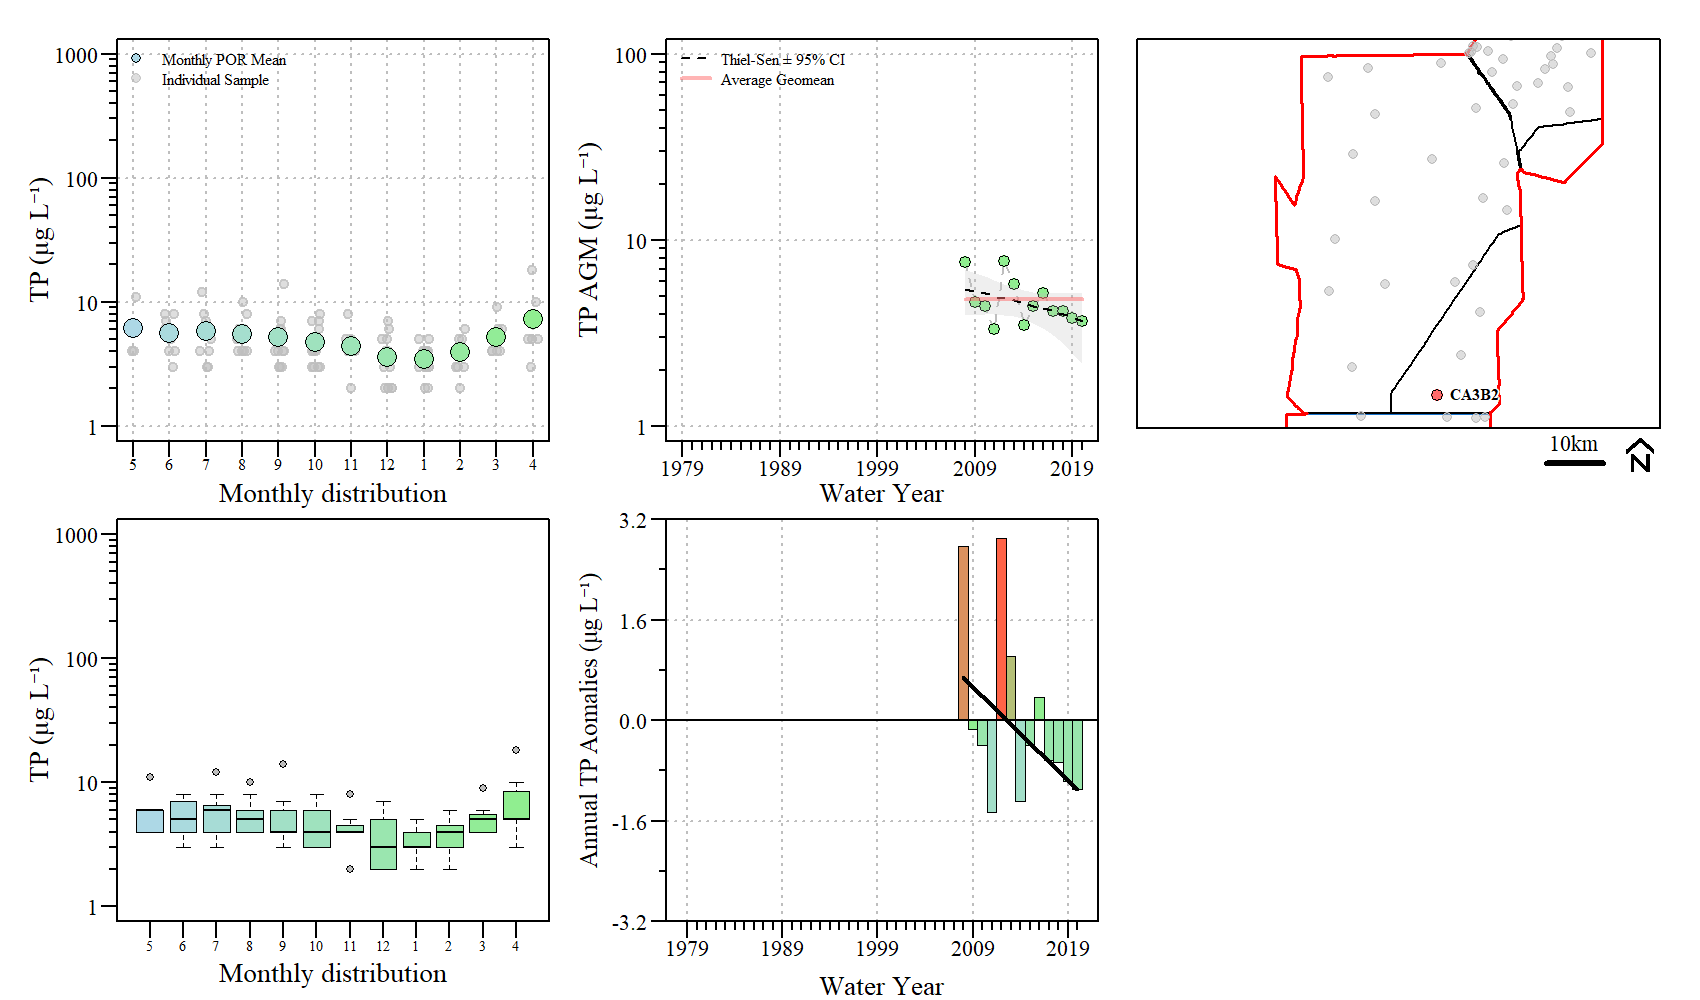 1000
100
10
1
TP (µg L⁻¹)
Monthly POR Mean
Individual Sample
5 6 7 8 9 10 11 12 1 2 3 4
Monthly distribution
100
10
1
TP AGM (µg L⁻¹)
Thiel-Sen ± 95% CI
Average Geomean
1979 1989 1999 2009 2019
Water Year
CA3B2
10km
N
1000
100
10
1
TP (µg L⁻¹)
5 6 7 8 9 10 11 12 1 2 3 4
Monthly distribution
3.2
1.6
0.0
-1.6
-3.2
Annual TP Aomalies (µg L⁻¹)
1979 1989 1999 2009 2019
Water Year